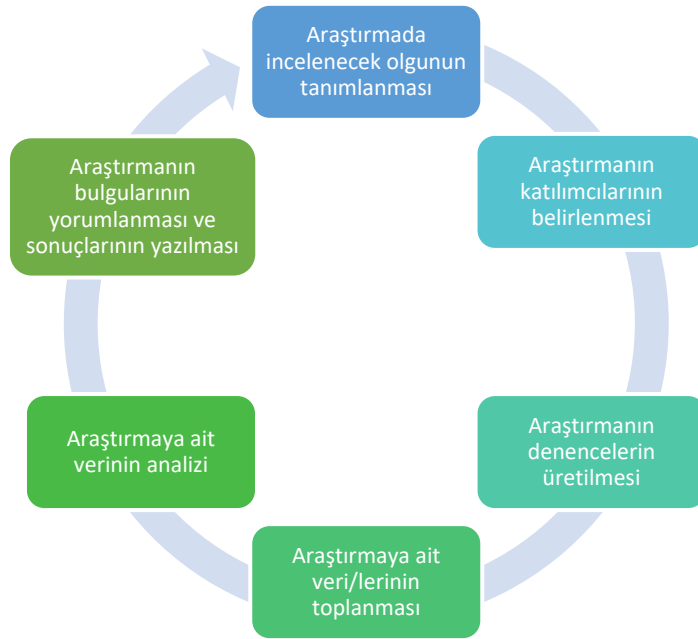 Araştırmada
incelenecek olgunun
tanımlanması
Araştırmanın
katılımcılarının
belirlenmesi
Araştırmanın
denencelerin
üretilmesi
Araştırmaya ait
veri/lerinin
toplanması
Araştırmaya ait
verinin analizi
Araştırmanın
bulgularının
yorumlanması ve
sonuçlarının yazılması